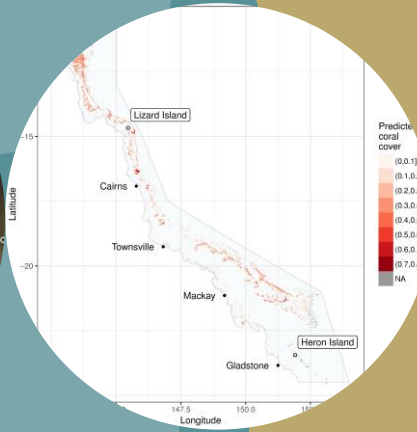 Lizard Island
-15
Cairns
Townsville
-20
Mackay
Heron Island
Gladstone
147.5
150.0
Longitude
Latitude
Predicte
coral
cover
(0,0.1]
(0.1,0.
(0.2,0.
(0.3,0.
(0.4,0.
(0.5,0.
(0.6,0.
(0.7,0.
NA